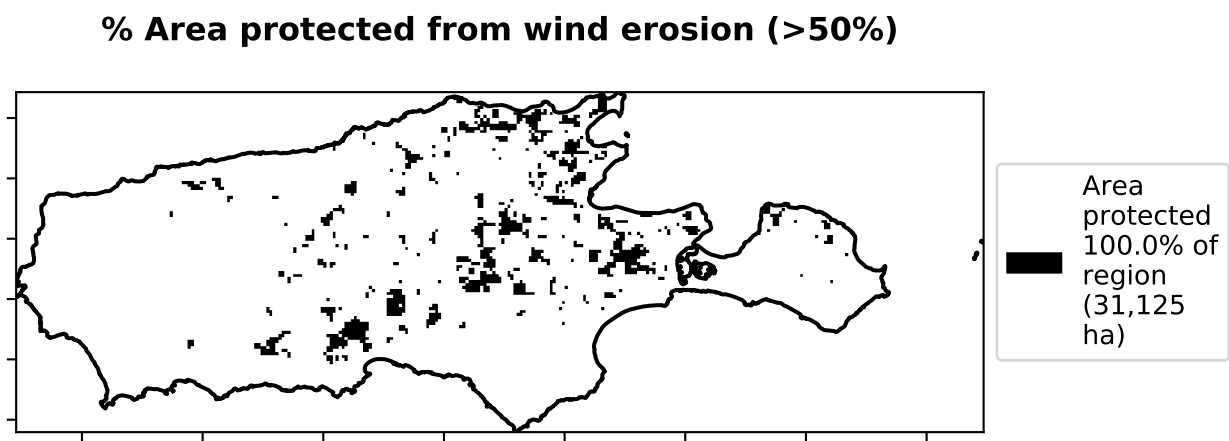 % Area protected from wind erosion (>50%)
Area
protected
100.0% of
region
(31,125
ha)